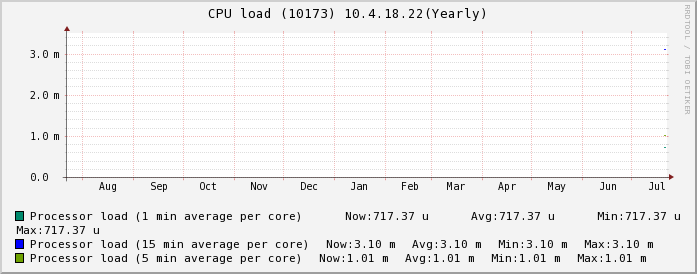 CPU load (10173) 10.4.18.22(Yearly)
RRDTOOL / TOBI OETIKER
3.0 m
2.0 m
1.0 m
0.0
Aug Sep Oct Nov Dec Jan Feb Mar Apr May Jun Jul
Processor load (1 min average per core) Now:717.37 u Avg:717.37 u Min:717.37 u
Max:717.37 u
Processor load (15 min average per core) Now:3.10 m Avg:3.10 m Min:3.10 m Max:3.10 m
Processor load (5 min average per core) Now:1.01 m Avg:1.01 m Min:1.01 m Max:1.01 m